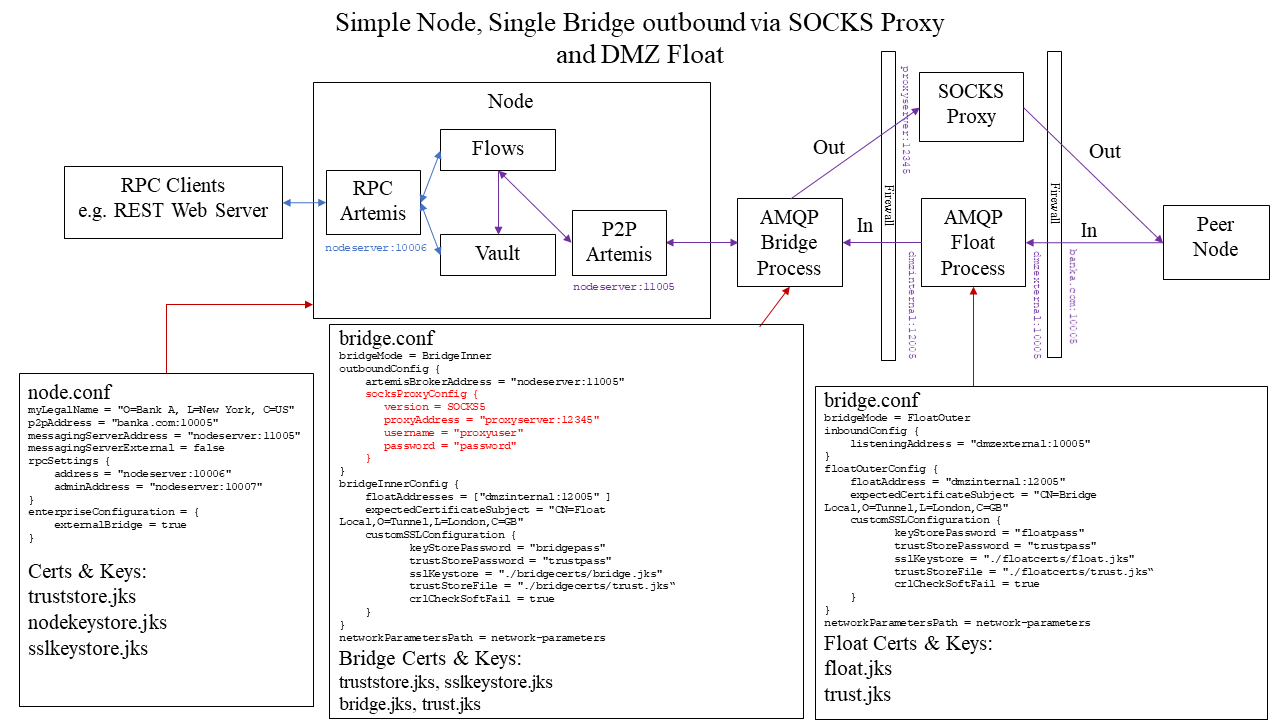 Simple Node, Single Bridge outbound via SOCKS Proxy
and DMZ Float
Node
RPC Clients
e.g. REST Web Server
RPC
Artemis
nodeserver:10006
Flows
Vault
P2P
Artemis
nodeserver:11005
Out
In
AMQP
Bridge
Process
Firewall
proxyserver:12345
dmzinternal:12005
SOCKS
Proxy
AMQP
Float
Process
Firewall
dmzexternal:10005
banka.com:10005
Out
In
Peer
Node
node.conf
myLegalName = "O=Bank A, L=New York, C=US"
p2pAddress = "banka.com:10005"
messagingServerAddress = "nodeserver:11005"
messagingServerExternal = false
rpcSettings {
    address = "nodeserver:10006"
    adminAddress = "nodeserver:10007"
}
enterpriseConfiguration = {
    externalBridge = true
}
Certs & Keys:
truststore.jks
nodekeystore.jks
sslkeystore.jks
bridge.conf
bridgeMode = BridgeInner
outboundConfig {
    artemisBrokerAddress = "nodeserver:11005"
    socksProxyConfig {
       version = SOCKS5
       proxyAddress = "proxyserver:12345"
       username = "proxyuser"
       password = "password"
    }
}
bridgeInnerConfig {
    floatAddresses = ["dmzinternal:12005" ]
    expectedCertificateSubject = "CN=Float
Local,O=Tunnel,L=London,C=GB"
    customSSLConfiguration {
           keyStorePassword = "bridgepass"
           trustStorePassword = "trustpass"
           sslKeystore = "./bridgecerts/bridge.jks"
           trustStoreFile = "./bridgecerts/trust.jks“
           crlCheckSoftFail = true
    }
}
networkParametersPath = network-parameters
Bridge Certs & Keys:
truststore.jks, sslkeystore.jks
bridge.jks, trust.jks
bridge.conf
bridgeMode = FloatOuter
inboundConfig {
    listeningAddress = "dmzexternal:10005"
}
floatOuterConfig {
    floatAddress = "dmzinternal:12005"
    expectedCertificateSubject = "CN=Bridge
Local,O=Tunnel,L=London,C=GB"
    customSSLConfiguration {
           keyStorePassword = "floatpass"
           trustStorePassword = "trustpass"
           sslKeystore = "./floatcerts/float.jks"
           trustStoreFile = "./floatcerts/trust.jks“
           crlCheckSoftFail = true
    }
}
networkParametersPath = network-parameters
Float Certs & Keys:
float.jks
trust.jks